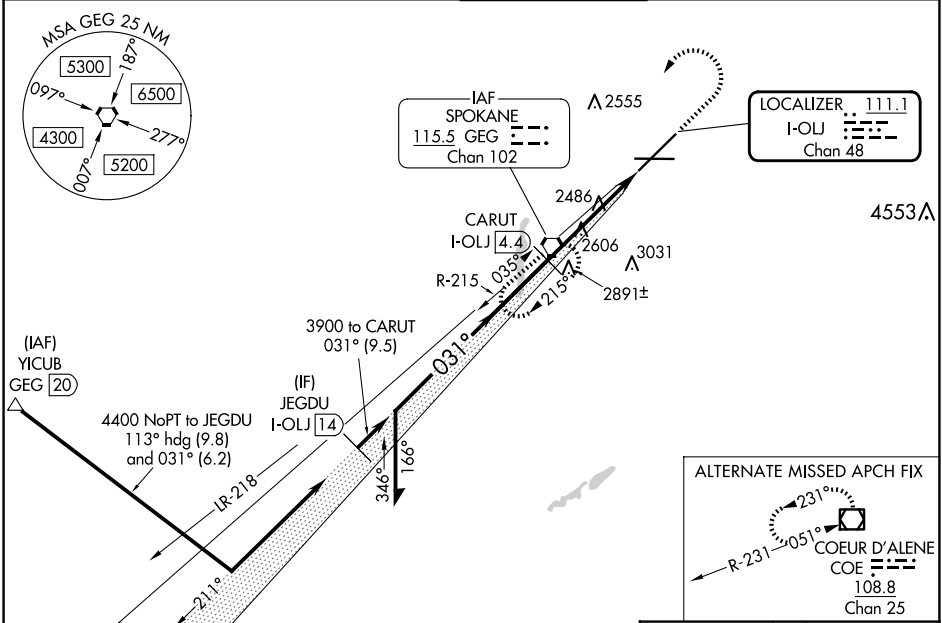 MSA GEG 25 NM
5300
187°
097°
6500
4300
277°
5200
007°
IAF
SPOKANE
115.5 GEG
Chan 102
2555
LOCALIZER 111.1
I-OLJ
Chan 48
4553
2486
CARUT
I-OLJ 4.4
2606
3031
035°
R-215
215°
2891±
3900 to CARUT
031° (9.5)
031°
(IAF)
YICUB
GEG 20
(IF)
JEGDU
I-OLJ 14
4400 NoPT to JEGDU
113° hdg (9.8)
and 031° (6.2)
346°
166°
LR-218
211°
ALTERNATE MISSED APCH FIX
231°
R-231
051°
COEUR D'ALENE
COE
108.8
Chan 25